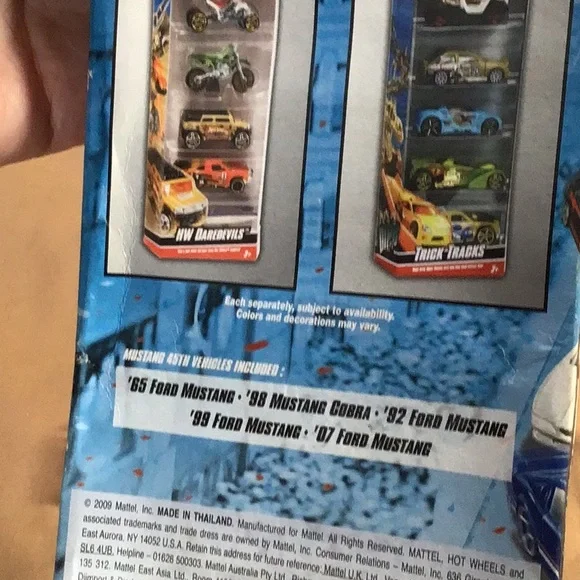 HW DAREDEVILS
TRICK TRACKS
Each separately, subject to availability.
Colors and decorations may vary.
MUSTANG 45TH VEHICLES INCLUDED :
'65 FORD MUSTANG • '98 MUSTANG COBRA • '92 FORD MUSTANG
'99 FORD MUSTANG • '07 FORD MUSTANG
© 2009 Mattel, Inc. MADE IN THAILAND. Manufactured for Mattel. All Rights Reserved. MATTEL, HOT WHEELS and
associated trademarks and trade dress are owned by Mattel, Inc. Consumer Relations – Mattel, Inc. 636
East Aurora, NY 14052 U.S.A. Retain this address for future reference: Mattel U.K. Ltd.
SL6 4UB. Helpline – 01628 500303. Mattel Australia Pty Ltd.
135 312. Mattel East Asia Ltd.